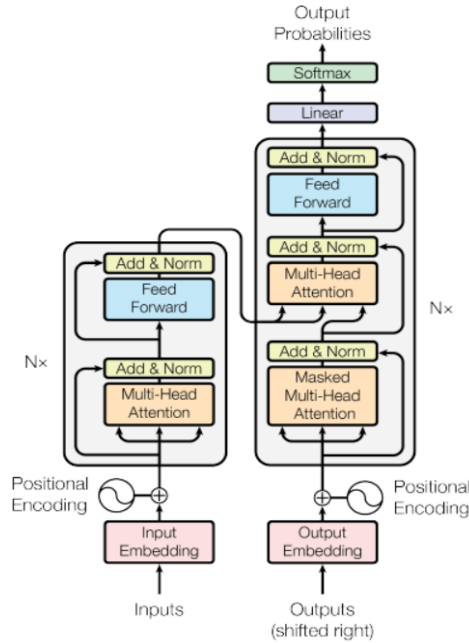 Output
Probabilities
Softmax
Linear
Add & Norm
Feed
Forward
Add & Norm
Multi-Head
Attention
Add & Norm
Masked
Multi-Head
Attention
Nx
Add & Norm
Feed
Forward
Add & Norm
Multi-Head
Attention
Nx
Positional
Encoding
Positional
Encoding
Input
Embedding
Output
Embedding
Inputs
Outputs
(shifted right)